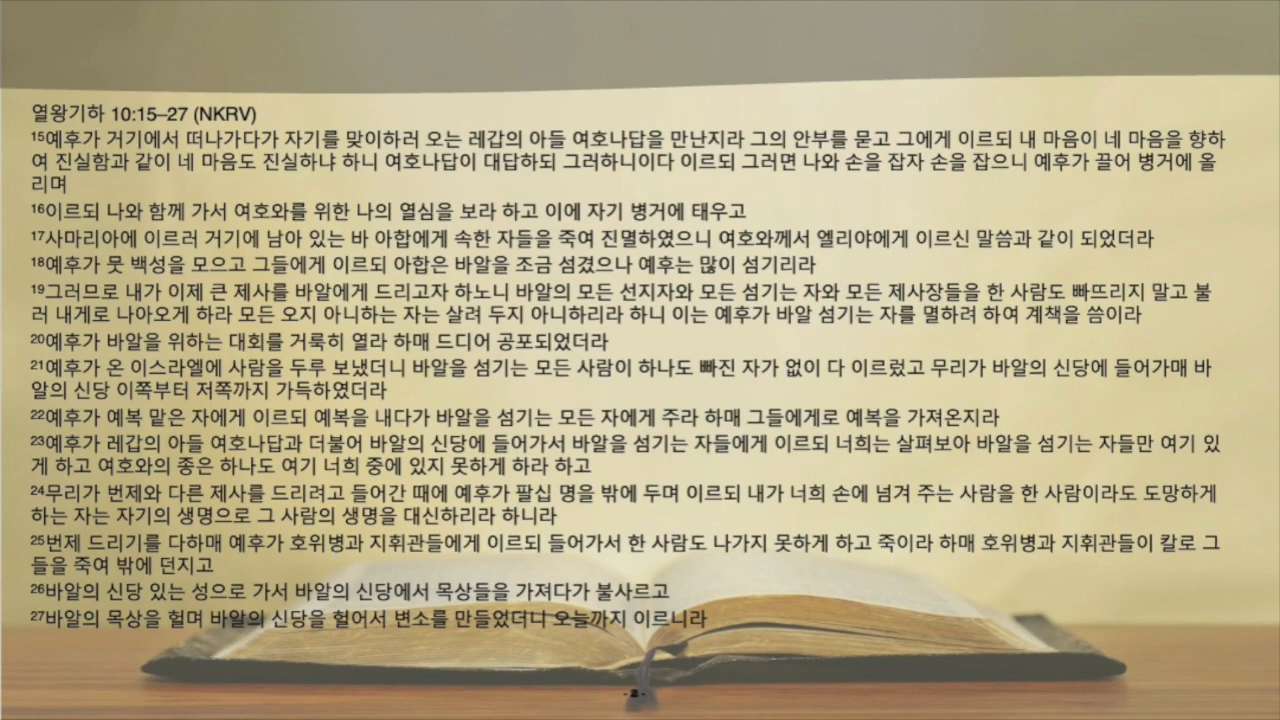 열왕기하 10:15–27 (NKRV)
¹⁵예후가 거기에서 떠나가다가 자기를 맞이하러 오는 레갑의 아들 여호나답을 만난지라 그의 안부를 묻고 그에게 이르되 내 마음이 네 마음을 향하
여 진실함과 같이 네 마음도 진실하냐 하니 여호나답이 대답하되 그러하니이다 이르되 그러면 나와 손을 잡자 손을 잡으니 예후가 끌어 병거에 올
리며
¹⁶이르되 나와 함께 가서 여호와를 위한 나의 열심을 보라 하고 이에 자기 병거에 태우고
¹⁷사마리아에 이르러 거기에 남아 있는 바 아합에게 속한 자들을 죽여 진멸하였으니 여호와께서 엘리야에게 이르신 말씀과 같이 되었더라
¹⁸예후가 뭇 백성을 모으고 그들에게 이르되 아합은 바알을 조금 섬겼으나 예후는 많이 섬기리라
¹⁹그러므로 내가 이제 큰 제사를 바알에게 드리고자 하노니 바알의 모든 선지자와 모든 섬기는 자와 모든 제사장들을 한 사람도 빠뜨리지 말고 불
러 내게로 나아오게 하라 모든 오지 아니하는 자는 살려 두지 아니하리라 하니 이는 예후가 바알 섬기는 자를 멸하려 하여 계책을 씀이라
²⁰예후가 바알을 위하는 대회를 거룩히 열라 하매 드디어 공포되었더라
²¹예후가 온 이스라엘에 사람을 두루 보냈더니 바알을 섬기는 모든 사람이 하나도 빠진 자가 없이 다 이르렀고 무리가 바알의 신당에 들어가매 바
알의 신당 이쪽부터 저쪽까지 가득하였더라
²²예후가 예복 맡은 자에게 이르되 예복을 내다가 바알을 섬기는 모든 자에게 주라 하매 그들에게로 예복을 가져온지라
²³예후가 레갑의 아들 여호나답과 더불어 바알의 신당에 들어가서 바알을 섬기는 자들에게 이르되 너희는 살펴보아 바알을 섬기는 자들만 여기 있
게 하고 여호와의 종은 하나도 여기 너희 중에 있지 못하게 하라 하고
²⁴무리가 번제와 다른 제사를 드리려고 들어간 때에 예후가 팔십 명을 밖에 두며 이르되 내가 너희 손에 넘겨 주는 사람을 한 사람이라도 도망하게
하는 자는 자기의 생명으로 그 사람의 생명을 대신하리라 하니라
²⁵번제 드리기를 다하매 예후가 호위병과 지휘관들에게 이르되 들어가서 한 사람도 나가지 못하게 하고 죽이라 하매 호위병과 지휘관들이 칼로 그
들을 죽여 밖에 던지고
²⁶바알의 신당 있는 성으로 가서 바알의 신당에서 목상들을 가져다가 불사르고
²⁷바알의 목상을 헐며 바알의 신당을 헐어서 변소를 만들었더니 오늘까지 이르니라
- 2 -